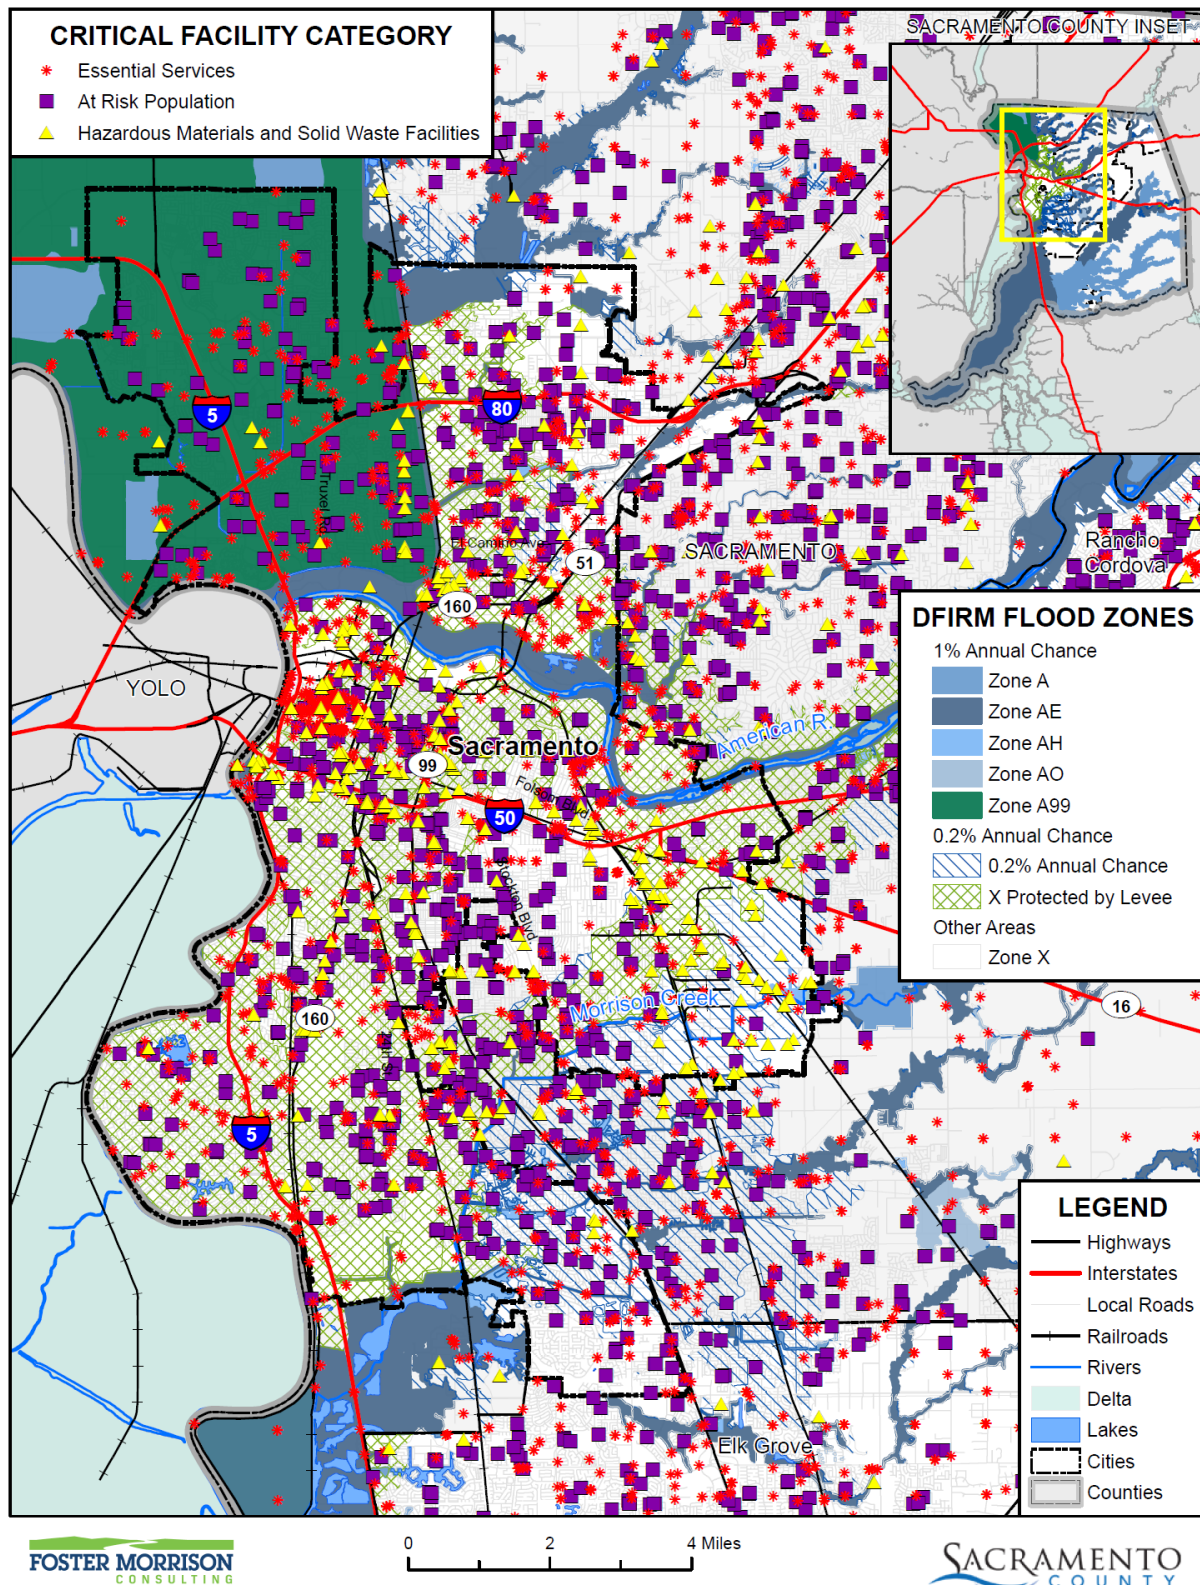 CRITICAL FACILITY CATEGORY
Essential Services
At Risk Population
Hazardous Materials and Solid Waste Facilities
SACRAMENTO COUNTY INSET
5
80
Truxel Rd
El Camino Ave
51
SACRAMENTO
Rancho
Cordova
160
YOLO
American R
Sacramento
99
Folsom Blvd
50
Stockton Blvd
DFIRM FLOOD ZONES
1% Annual Chance
Zone A
Zone AE
Zone AH
Zone AO
Zone A99
0.2% Annual Chance
0.2% Annual Chance
X Protected by Levee
Other Areas
Zone X
Morrison Creek
160
16
24th St
5
Elk Grove
LEGEND
Highways
Interstates
Local Roads
Railroads
Rivers
Delta
Lakes
Cities
Counties
FOSTER MORRISON
CONSULTING
0 2 4 Miles
SACRAMENTO
COUNTY